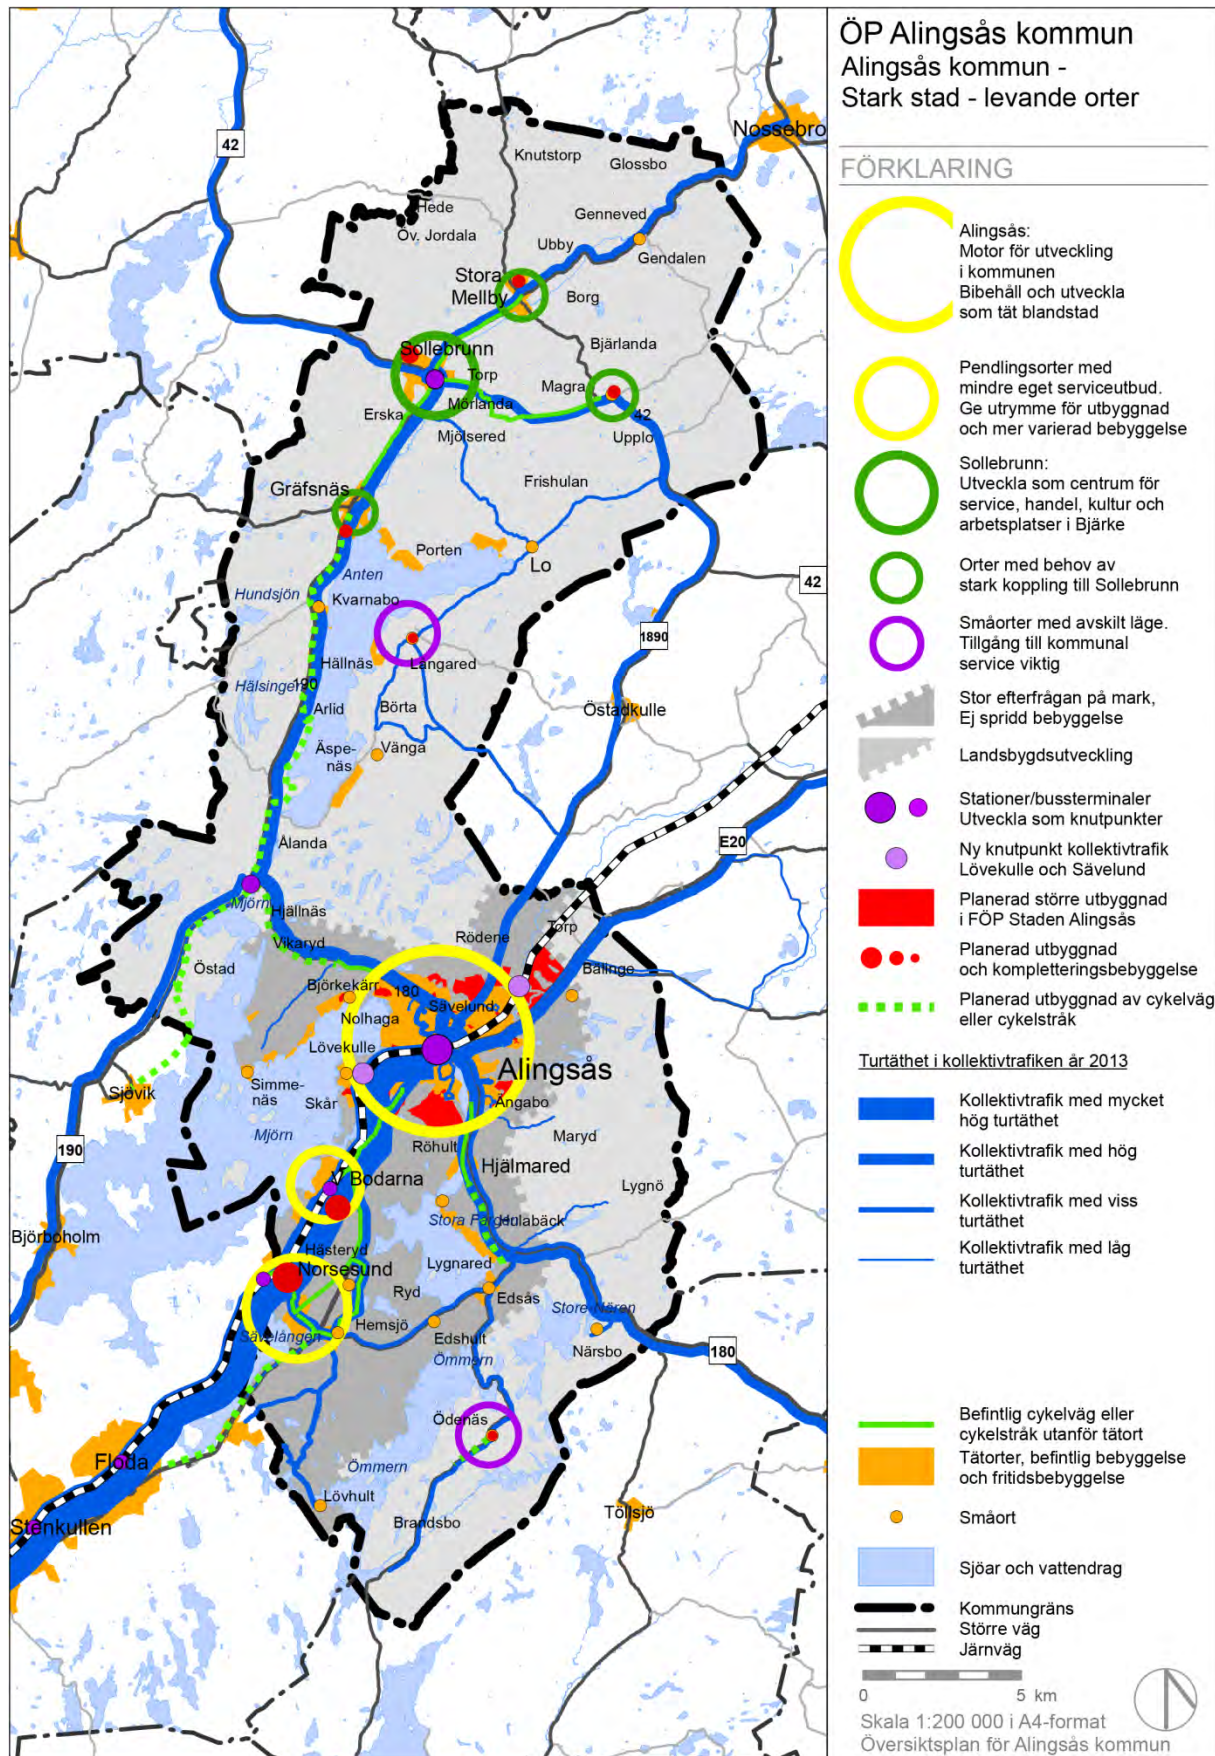 ÖP Alingsås kommun
Alingsås kommun -
Stark stad - levande orter
FÖRKLARING
Alingsås:
Motor för utveckling
i kommunen
Bibehåll och utveckla
som tät blandstad
Pendlingsorter med
mindre eget serviceutbud.
Ge utrymme för utbyggnad
och mer varierad bebyggelse
Sollebrunn:
Utveckla som centrum för
service, handel, kultur och
arbetsplatser i Bjärke
Orter med behov av
stark koppling till Sollebrunn
Småorter med avskilt läge.
Tillgång till kommunal
service viktig
Stor efterfrågan på mark,
Ej spridd bebyggelse
Landsbygdsutveckling
Stationer/bussterminaler
Utveckla som knutpunkter
Ny knutpunkt kollektivtrafik
Lövekulle och Sävelund
Planerad större utbyggnad
i FÖP Staden Alingsås
Planerad utbyggnad
och kompletteringsbebyggelse
Planerad utbyggnad av cykelväg
eller cykelstråk
Turtäthet i kollektivtrafiken år 2013
Kollektivtrafik med mycket
hög turtäthet
Kollektivtrafik med hög
turtäthet
Kollektivtrafik med viss
turtäthet
Kollektivtrafik med låg
turtäthet
Befintlig cykelväg eller
cykelstråk utanför tätort
Tätorter, befintlig bebyggelse
och fritidsbebyggelse
Småort
Sjöar och vattendrag
Kommungräns
Större väg
Järnväg
0 5 km
Skala 1:200 000 i A4-format
Översiktsplan för Alingsås kommun
Nossebro
42
Knutstorp
Glossbo
Hede
Öv. Jordala
Genneved
Ubby
Gendalen
Stora
Mellby
Borg
Bjärlanda
Sollebrunn
Torp
Magra
Mörlanda
42
Erska
Mjölsered
Upplo
Frishulan
Gräfsnäs
Porten
Lo
Anten
42
Hundsjön
Kvarnabo
1890
Hällnäs
Långared
Hälsingen
190
Arlid
Börta
Östadkulle
Äspe-
näs
Vänga
Ålanda
E20
Mjörn
Hjällnäs
Vikaryd
Rödene
Torp
Östad
Bälinge
Björkekärr
180
Sävelund
Nolhaga
Lövekulle
Alingsås
Simme-
näs
Sjövik
Skår
Ängabo
Mjörn
Röhult
Maryd
190
Hjälmared
V Bodarna
Lygnö
Stora Färgen
Hulabäck
Björboholm
Hästeryd
Lygnared
Norsesund
Ryd
Edsås
Store-Nären
Sävelången
Hemsjö
Edshult
Närsbo
180
Ömmern
Ödenäs
Floda
Ömmern
Lövhult
Stenkullen
Brandsbo
Töllsjö